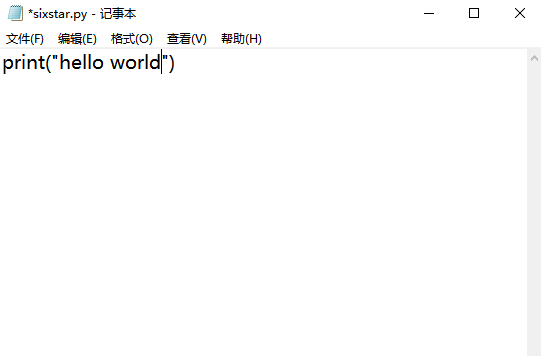 *sixstar.py - 记事本
文件(F) 编辑(E) 格式(O) 查看(V) 帮助(H)
print("hello world")